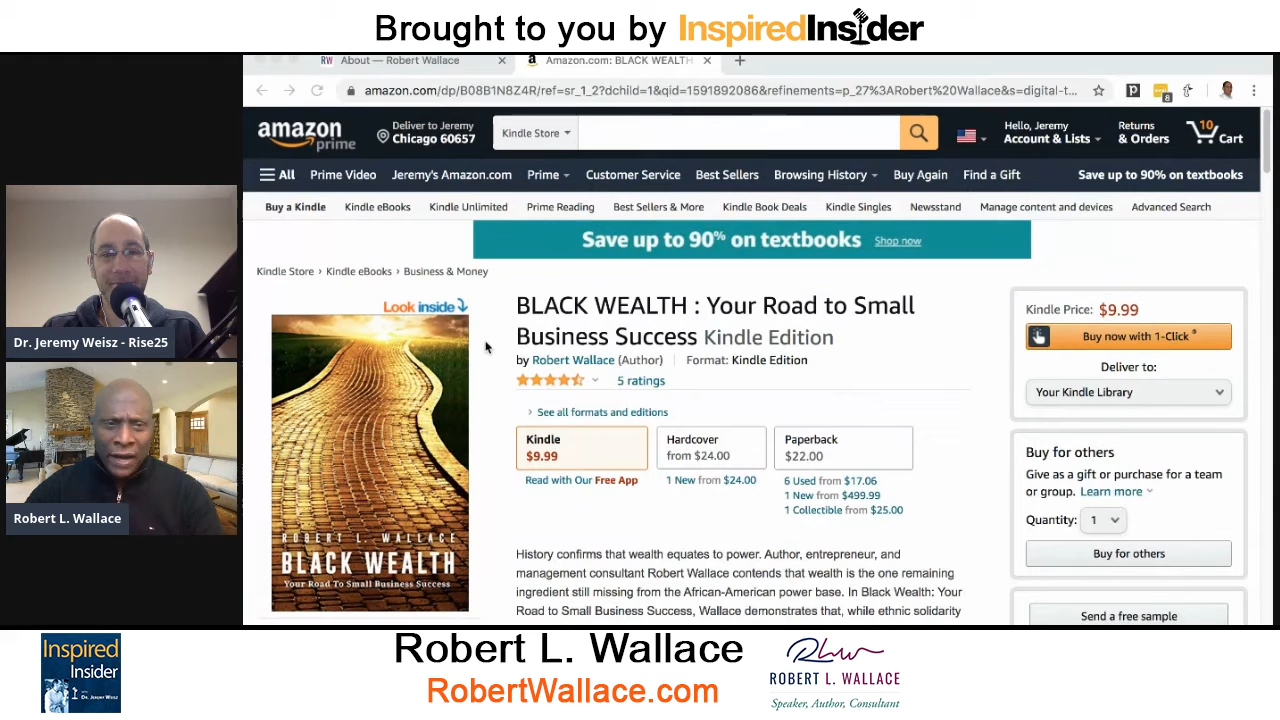 Brought to you by InspiredInsider
RW About — Robert Wallace ×
a Amazon.com: BLACK WEALTH × +
amazon.com/dp/B08B1N8Z4R/ref=sr_1_2?dchild=1&qid=1591892086&refinements=p_27%3ARobert%20Wallace&s=digital-t...
8
amazon prime
Deliver to Jeremy
Chicago 60657
Kindle Store
Hello, Jeremy
Account & Lists
Returns
& Orders
10
Cart
All Prime Video Jeremy's Amazon.com Prime Customer Service Best Sellers Browsing History Buy Again Find a Gift Save up to 90% on textbooks
Buy a Kindle Kindle eBooks Kindle Unlimited Prime Reading Best Sellers & More Kindle Book Deals Kindle Singles Newsstand Manage content and devices Advanced Search
Save up to 90% on textbooks Shop now
Kindle Store › Kindle eBooks › Business & Money
Look inside
ROBERT L. WALLACE
BLACK WEALTH
Your Road To Small Business Success
BLACK WEALTH : Your Road to Small
Business Success Kindle Edition
by Robert Wallace (Author) | Format: Kindle Edition
5 ratings
› See all formats and editions
Kindle
$9.99
Read with Our Free App
Hardcover
from $24.00
1 New from $24.00
Paperback
$22.00
6 Used from $17.06
1 New from $499.99
1 Collectible from $25.00
History confirms that wealth equates to power. Author, entrepreneur, and
management consultant Robert Wallace contends that wealth is the one remaining
ingredient still missing from the African-American power base. In Black Wealth: Your
Road to Small Business Success, Wallace demonstrates that, while ethnic solidarity
Kindle Price: $9.99
Buy now with 1-Click ®
Deliver to:
Your Kindle Library
Buy for others
Give as a gift or purchase for a team
or group. Learn more
Quantity: 1
Buy for others
Send a free sample
Dr. Jeremy Weisz - Rise25
Robert L. Wallace
Inspired
Insider
with
Dr. Jeremy Weisz
Robert L. Wallace
RobertWallace.com
RLW
ROBERT L. WALLACE
Speaker, Author, Consultant